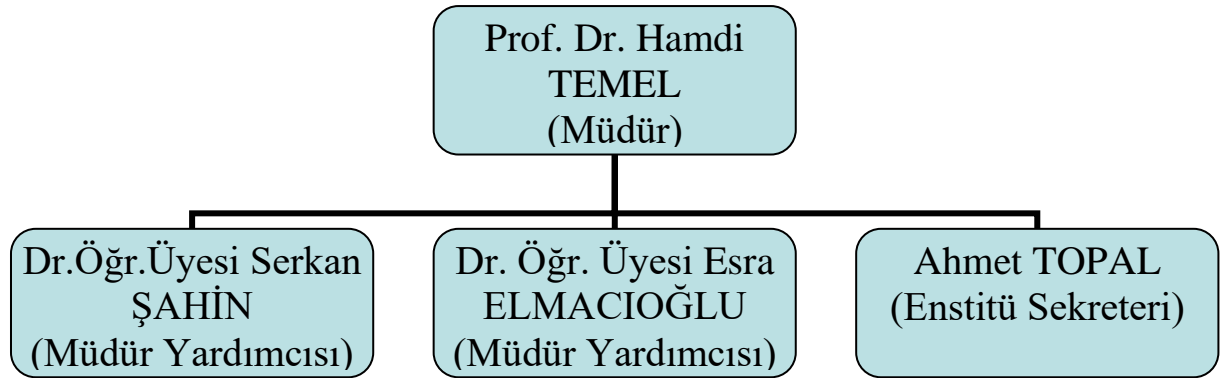 Prof. Dr. Hamdi
TEMEL
(Müdür)
Dr.Öğr.Üyesi Serkan
ŞAHİN
(Müdür Yardımcısı)
Dr. Öğr. Üyesi Esra
ELMACIOĞLU
(Müdür Yardımcısı)
Ahmet TOPAL
(Enstitü Sekreteri)